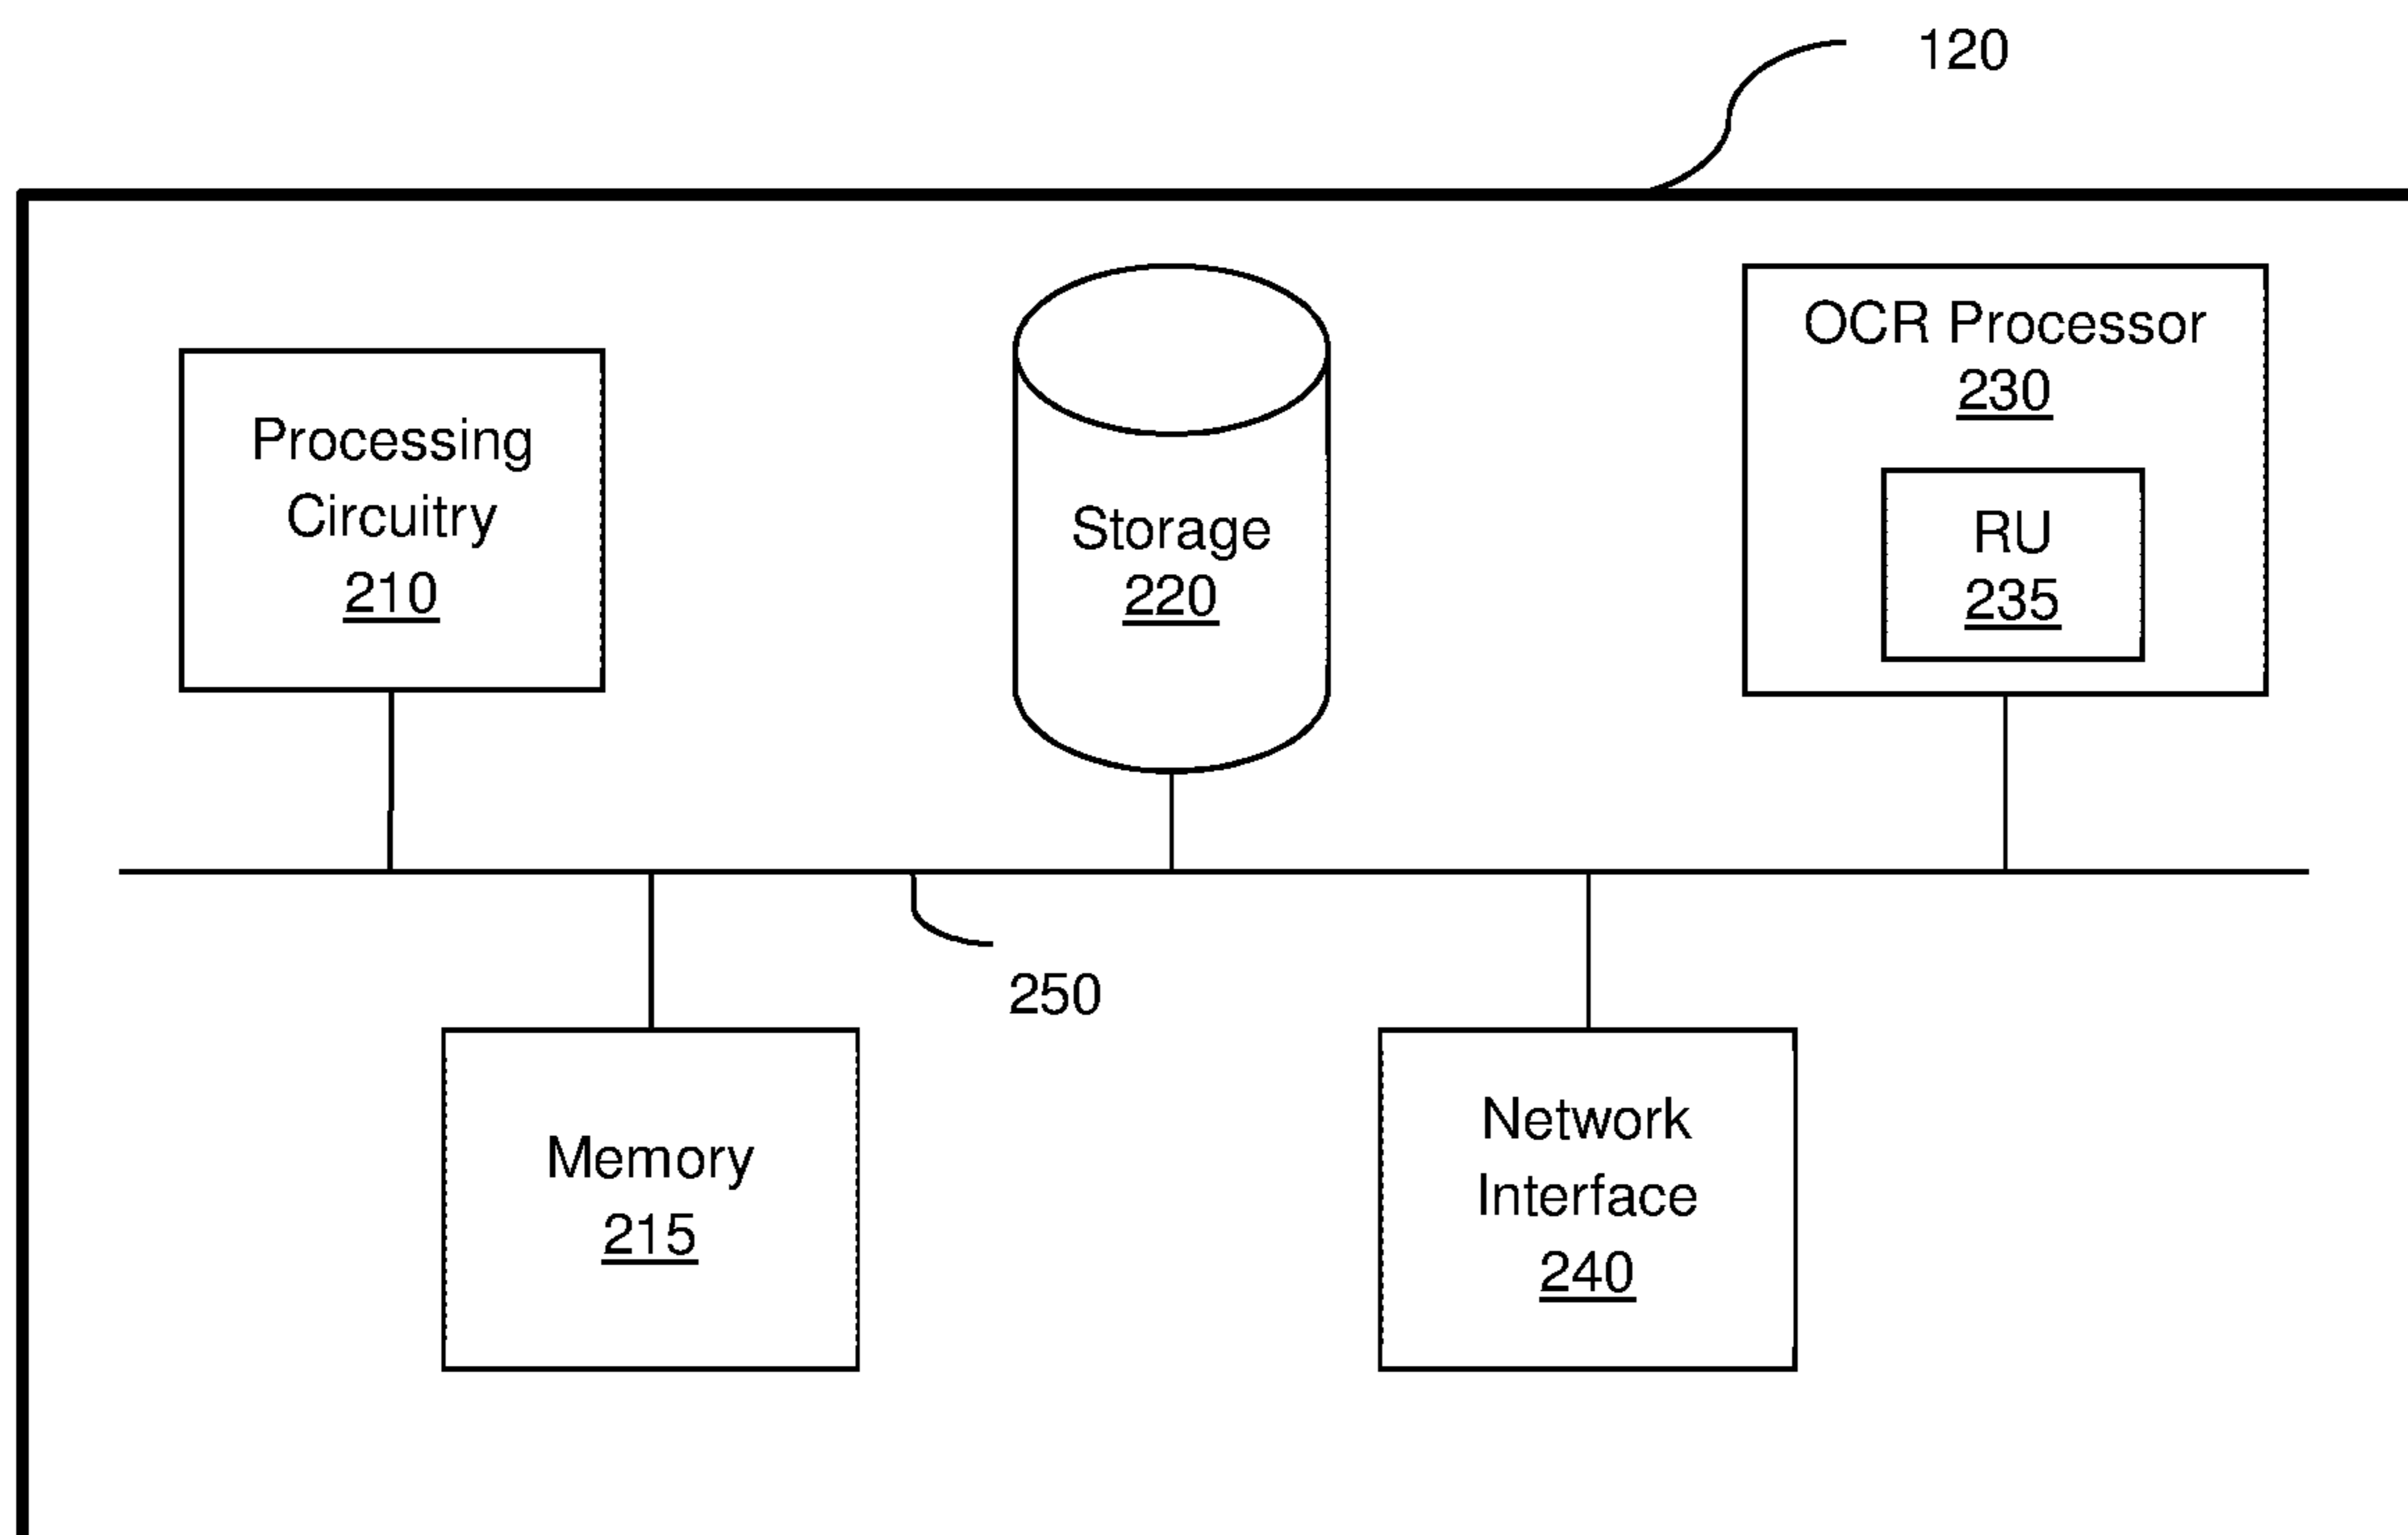 120
Processing
Circuitry
210
Storage
220
OCR Processor
230
RU
235
250
Memory
215
Network
Interface
240